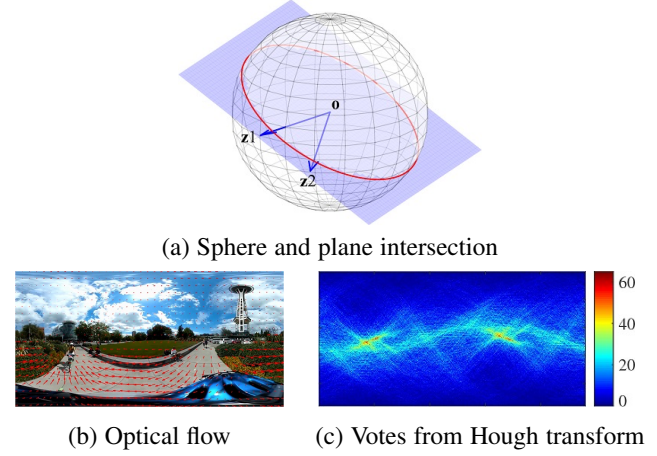 o
z1
z2
(a) Sphere and plane intersection
60
40
20
0
(b) Optical flow
(c) Votes from Hough transform